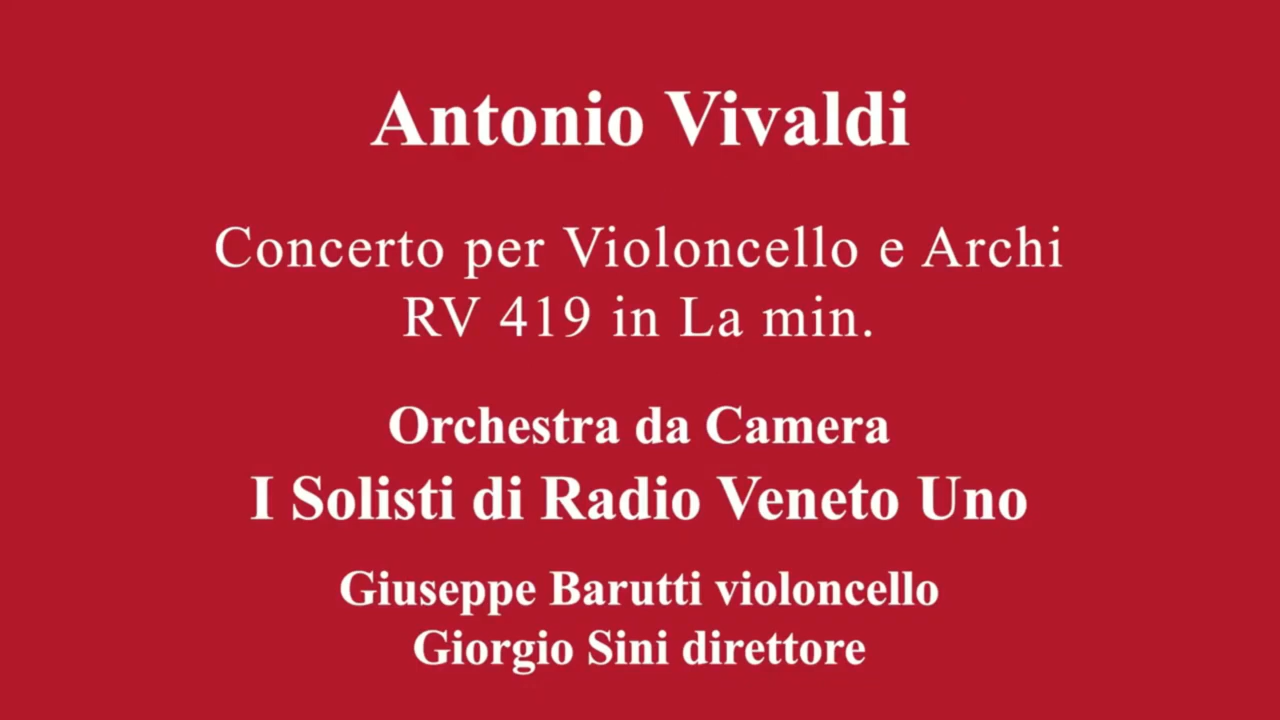 Antonio Vivaldi
Concerto per Violoncello e Archi
RV 419 in La min.
Orchestra da Camera
I Solisti di Radio Veneto Uno
Giuseppe Barutti violoncello
Giorgio Sini direttore